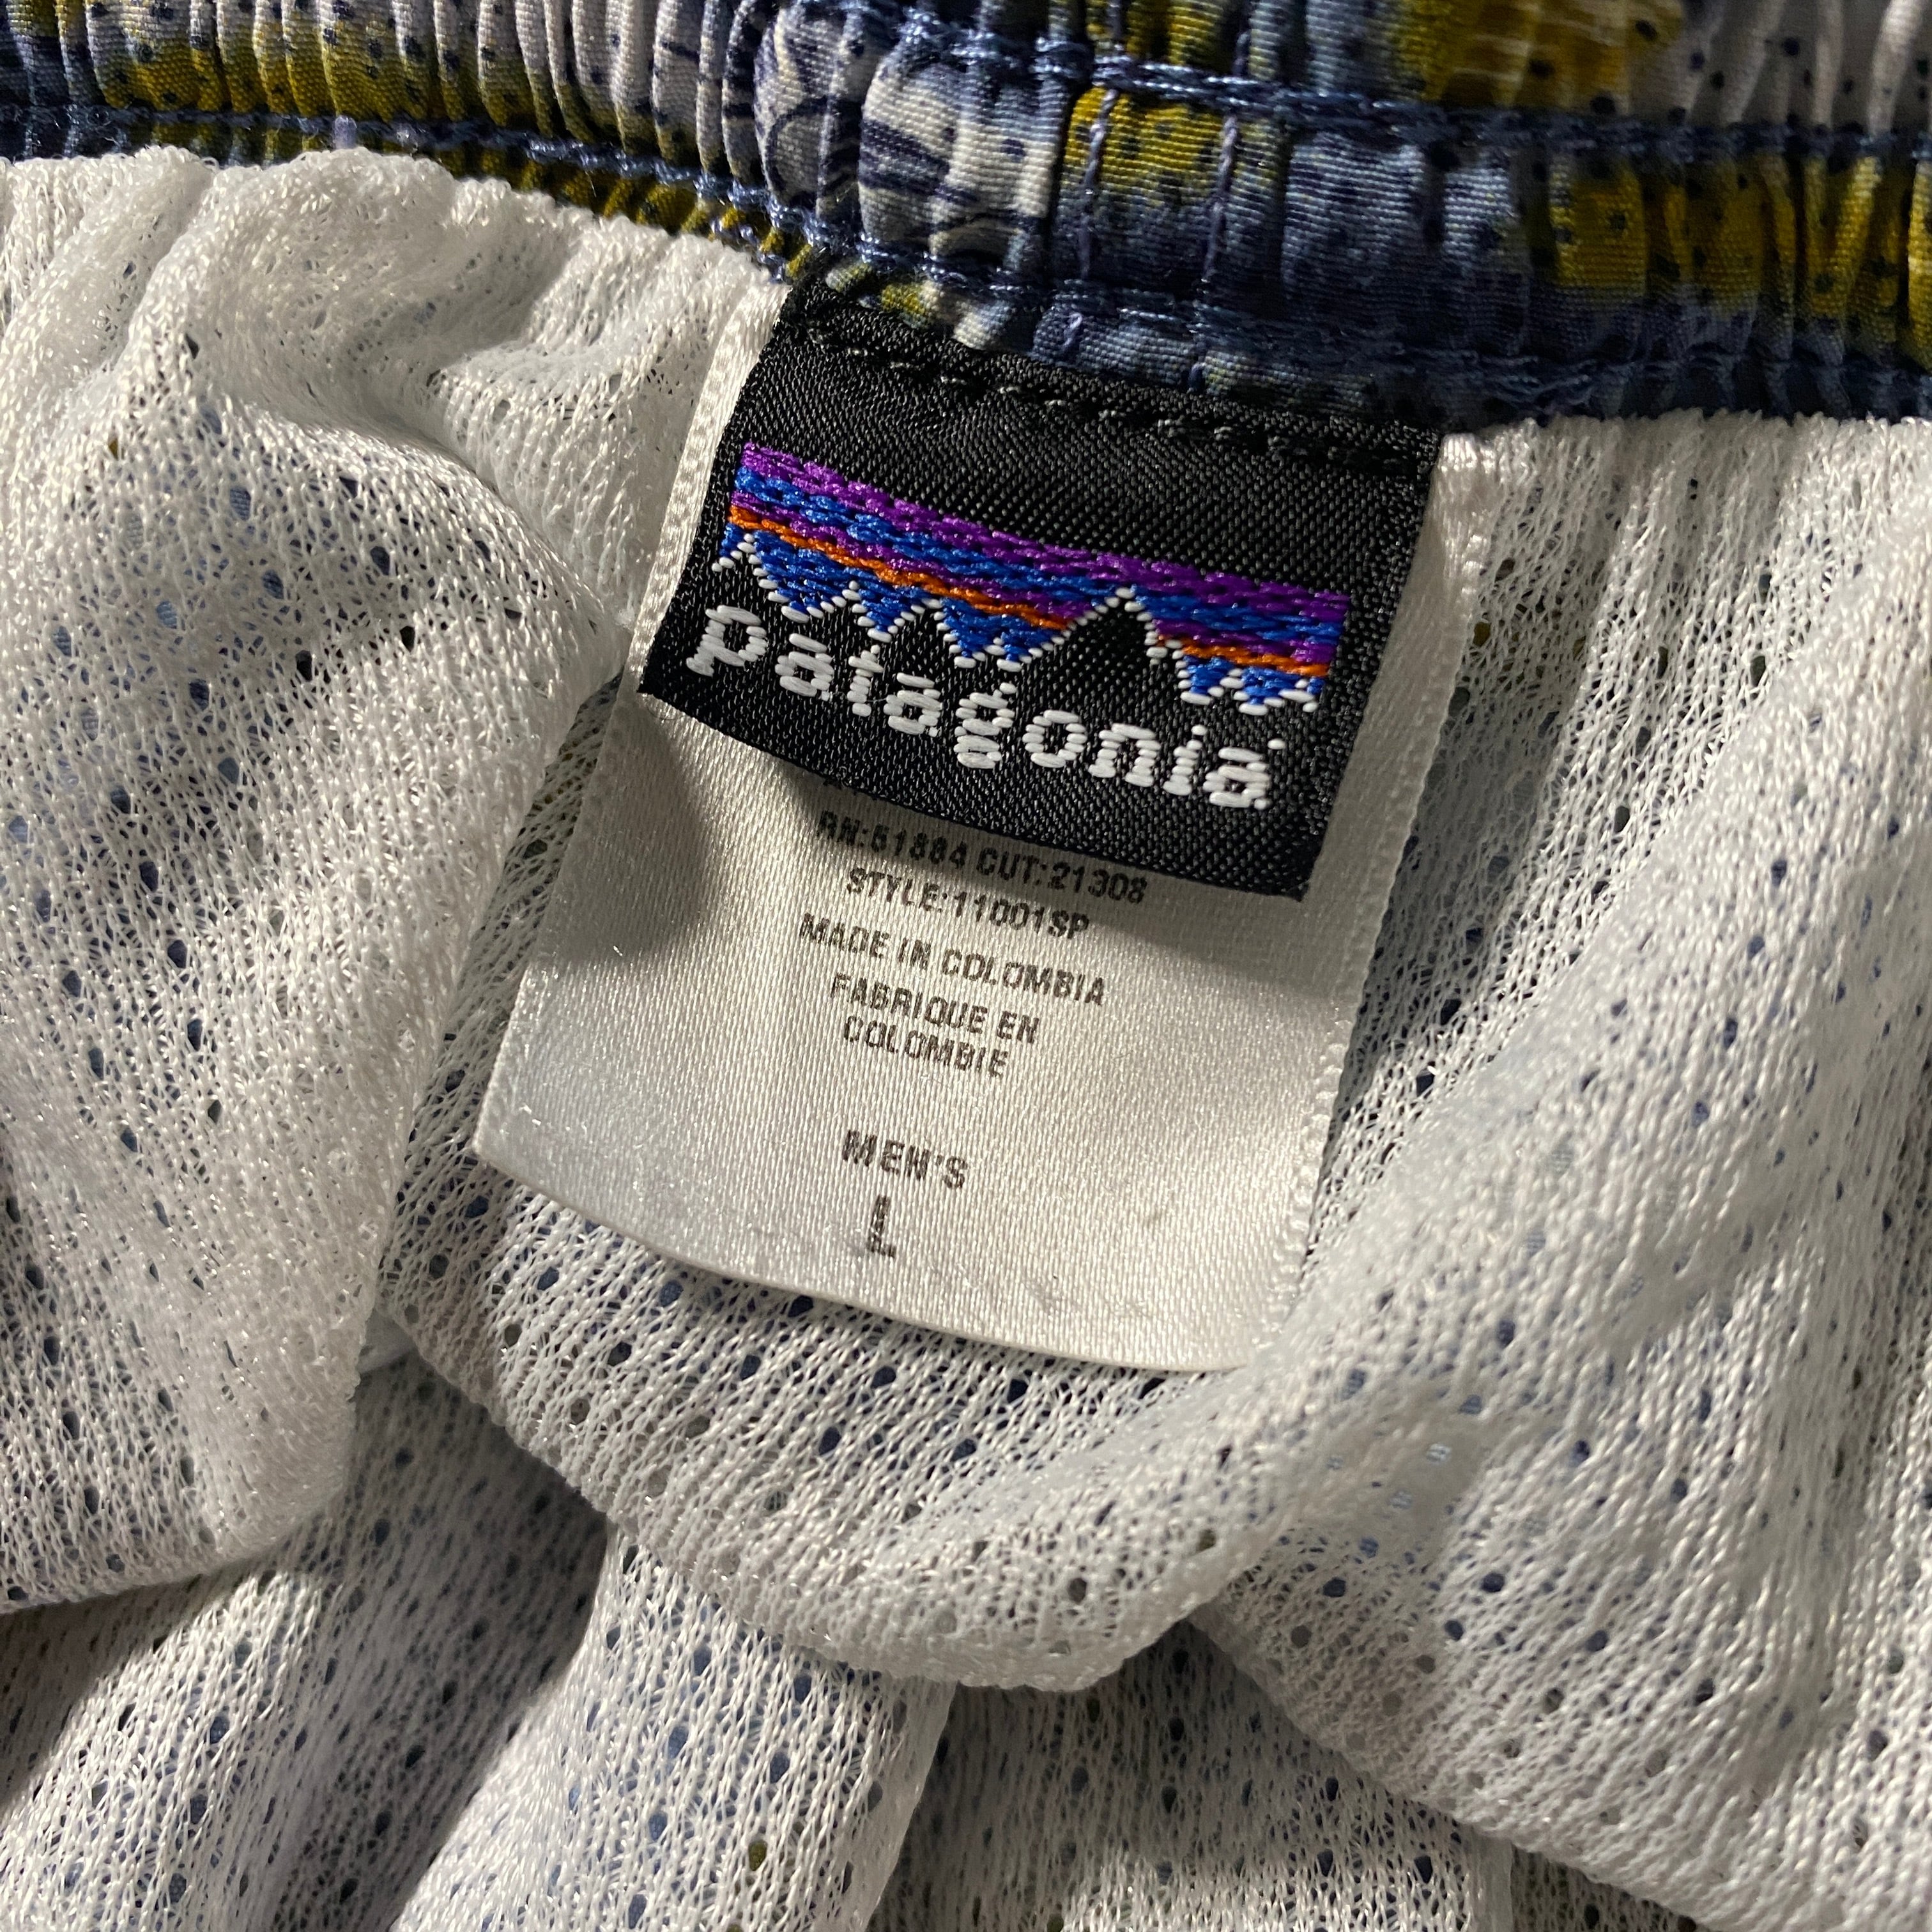 patagonia
RN:51884 CUT:21308
STYLE:11001SP
MADE IN COLOMBIA
FABRIQUE EN
COLOMBIE
MEN'S
L